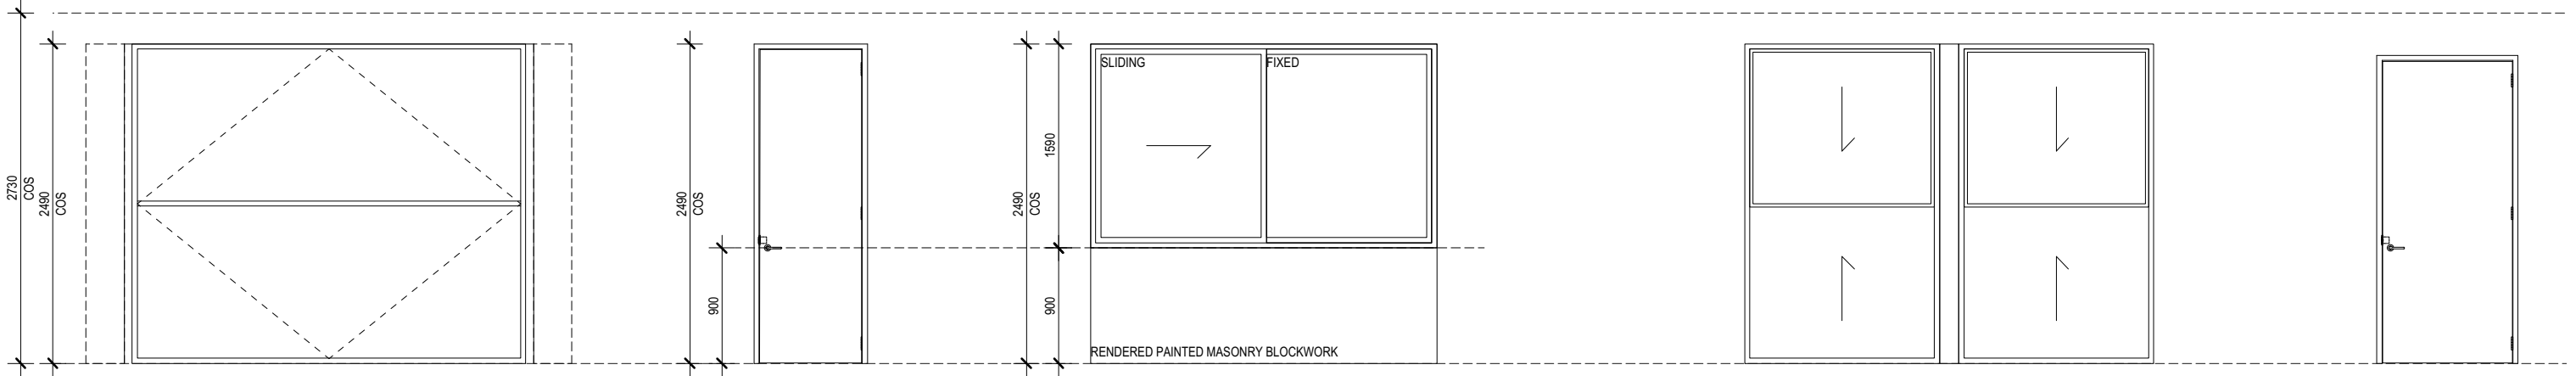 2730
COS
2490
COS
2490
COS
900
2490
COS
1590
900
SLIDING
FIXED
RENDERED PAINTED MASONRY BLOCKWORK